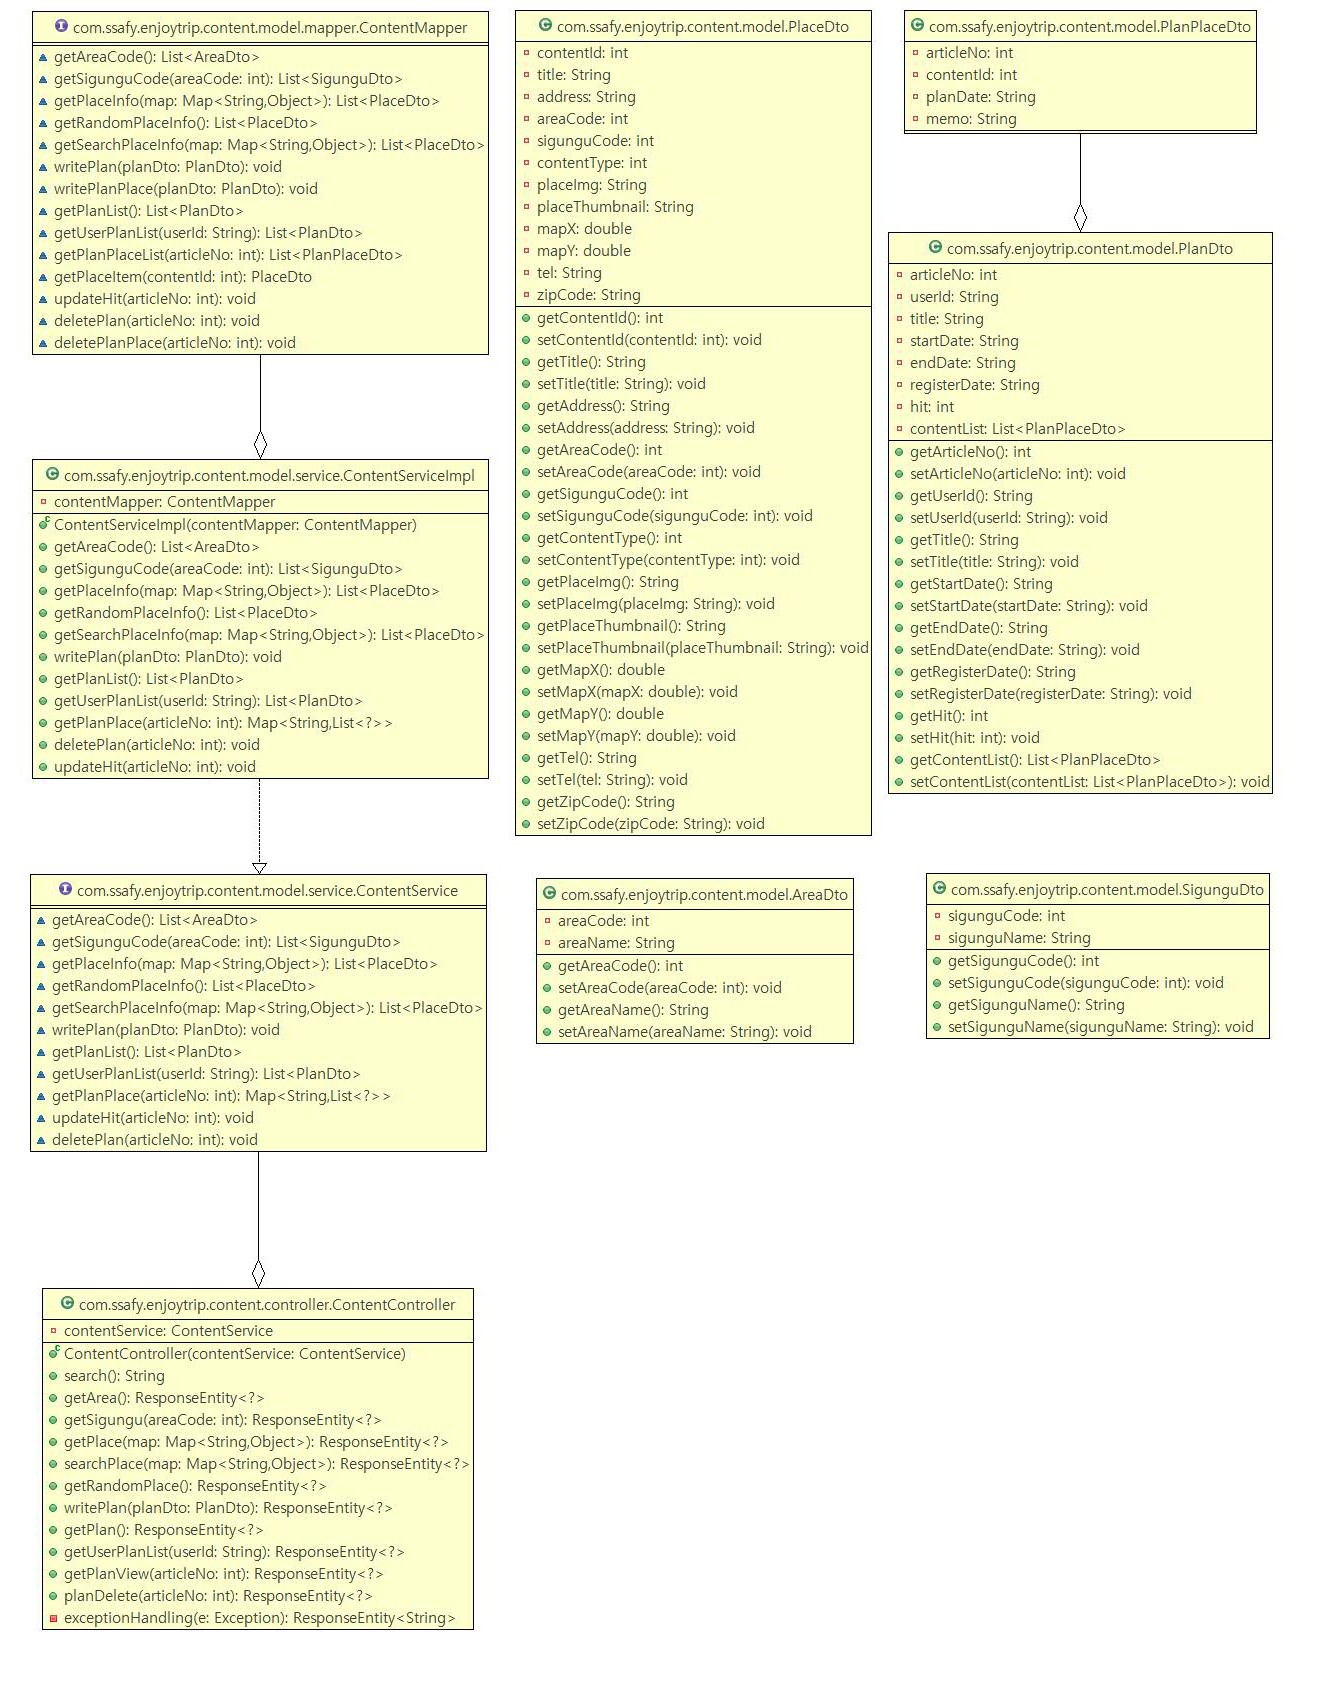 com.ssafy.enjoytrip.content.model.mapper.ContentMapper
getAreaCode(): List<AreaDto>
getSigunguCode(areaCode: int): List<SigunguDto>
getPlaceInfo(map: Map<String,Object>): List<PlaceDto>
getRandomPlaceInfo(): List<PlaceDto>
getSearchPlaceInfo(map: Map<String,Object>): List<PlaceDto>
writePlan(planDto: PlanDto): void
writePlanPlace(planDto: PlanDto): void
getPlanList(): List<PlanDto>
getUserPlanList(userId: String): List<PlanDto>
getPlanPlaceList(articleNo: int): List<PlanPlaceDto>
getPlaceItem(contentId: int): PlaceDto
updateHit(articleNo: int): void
deletePlan(articleNo: int): void
deletePlanPlace(articleNo: int): void
com.ssafy.enjoytrip.content.model.service.ContentServiceImpl
contentMapper: ContentMapper
ContentServiceImpl(contentMapper: ContentMapper)
getAreaCode(): List<AreaDto>
getSigunguCode(areaCode: int): List<SigunguDto>
getPlaceInfo(map: Map<String,Object>): List<PlaceDto>
getRandomPlaceInfo(): List<PlaceDto>
getSearchPlaceInfo(map: Map<String,Object>): List<PlaceDto>
writePlan(planDto: PlanDto): void
getPlanList(): List<PlanDto>
getUserPlanList(userId: String): List<PlanDto>
getPlanPlace(articleNo: int): Map<String,List<?>>
deletePlan(articleNo: int): void
updateHit(articleNo: int): void
com.ssafy.enjoytrip.content.model.service.ContentService
getAreaCode(): List<AreaDto>
getSigunguCode(areaCode: int): List<SigunguDto>
getPlaceInfo(map: Map<String,Object>): List<PlaceDto>
getRandomPlaceInfo(): List<PlaceDto>
getSearchPlaceInfo(map: Map<String,Object>): List<PlaceDto>
writePlan(planDto: PlanDto): void
getPlanList(): List<PlanDto>
getUserPlanList(userId: String): List<PlanDto>
getPlanPlace(articleNo: int): Map<String,List<?>>
updateHit(articleNo: int): void
deletePlan(articleNo: int): void
com.ssafy.enjoytrip.content.controller.ContentController
contentService: ContentService
ContentController(contentService: ContentService)
search(): String
getArea(): ResponseEntity<?>
getSigungu(areaCode: int): ResponseEntity<?>
getPlace(map: Map<String,Object>): ResponseEntity<?>
searchPlace(map: Map<String,Object>): ResponseEntity<?>
getRandomPlace(): ResponseEntity<?>
writePlan(planDto: PlanDto): ResponseEntity<?>
getPlan(): ResponseEntity<?>
getUserPlanList(userId: String): ResponseEntity<?>
getPlanView(articleNo: int): ResponseEntity<?>
planDelete(articleNo: int): ResponseEntity<?>
exceptionHandling(e: Exception): ResponseEntity<String>
com.ssafy.enjoytrip.content.model.PlaceDto
contentId: int
title: String
address: String
areaCode: int
sigunguCode: int
contentType: int
placeImg: String
placeThumbnail: String
mapX: double
mapY: double
tel: String
zipCode: String
getContentId(): int
setContentId(contentId: int): void
getTitle(): String
setTitle(title: String): void
getAddress(): String
setAddress(address: String): void
getAreaCode(): int
setAreaCode(areaCode: int): void
getSigunguCode(): int
setSigunguCode(sigunguCode: int): void
getContentType(): int
setContentType(contentType: int): void
getPlaceImg(): String
setPlaceImg(placeImg: String): void
getPlaceThumbnail(): String
setPlaceThumbnail(placeThumbnail: String): void
getMapX(): double
setMapX(mapX: double): void
getMapY(): double
setMapY(mapY: double): void
getTel(): String
setTel(tel: String): void
getZipCode(): String
setZipCode(zipCode: String): void
com.ssafy.enjoytrip.content.model.AreaDto
areaCode: int
areaName: String
getAreaCode(): int
setAreaCode(areaCode: int): void
getAreaName(): String
setAreaName(areaName: String): void
com.ssafy.enjoytrip.content.model.PlanPlaceDto
articleNo: int
contentId: int
planDate: String
memo: String
com.ssafy.enjoytrip.content.model.PlanDto
articleNo: int
userId: String
title: String
startDate: String
endDate: String
registerDate: String
hit: int
contentList: List<PlanPlaceDto>
getArticleNo(): int
setArticleNo(articleNo: int): void
getUserId(): String
setUserId(userId: String): void
getTitle(): String
setTitle(title: String): void
getStartDate(): String
setStartDate(startDate: String): void
getEndDate(): String
setEndDate(endDate: String): void
getRegisterDate(): String
setRegisterDate(registerDate: String): void
getHit(): int
setHit(hit: int): void
getContentList(): List<PlanPlaceDto>
setContentList(contentList: List<PlanPlaceDto>): void
com.ssafy.enjoytrip.content.model.SigunguDto
sigunguCode: int
sigunguName: String
getSigunguCode(): int
setSigunguCode(sigunguCode: int): void
getSigunguName(): String
setSigunguName(sigunguName: String): void